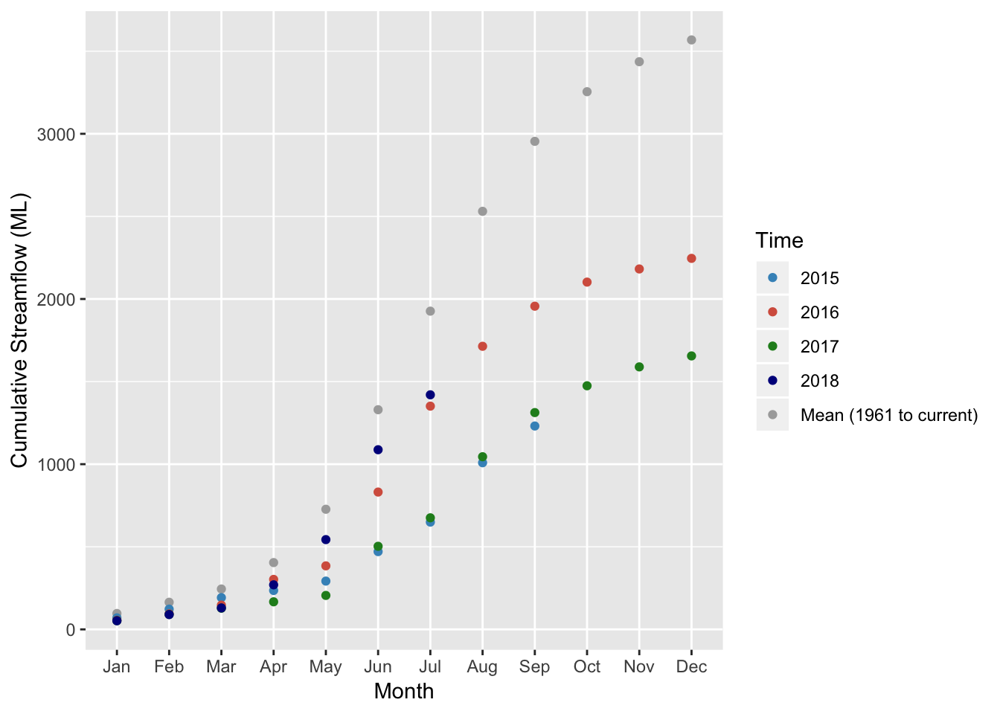 Cumulative Streamflow (ML)
3000
2000
1000
0
Jan Feb Mar Apr May Jun Jul Aug Sep Oct Nov Dec
Month
Time
2015
2016
2017
2018
Mean (1961 to current)